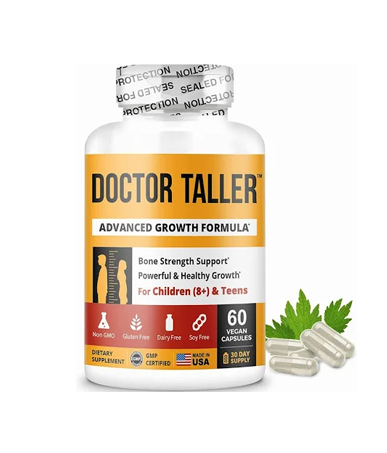 PROTECTION
SEALED FOR
PROTECTION
DOCTOR TALLER™
ADVANCED GROWTH FORMULA*
Bone Strength Support*
Powerful & Healthy Growth*
For Children (8+) & Teens
Non GMO
Gluten Free
Dairy Free
Soy Free
60
VEGAN
CAPSULES
DIETARY
SUPPLEMENT
GMP
CERTIFIED
MADE IN
USA
30 DAY
SUPPLY